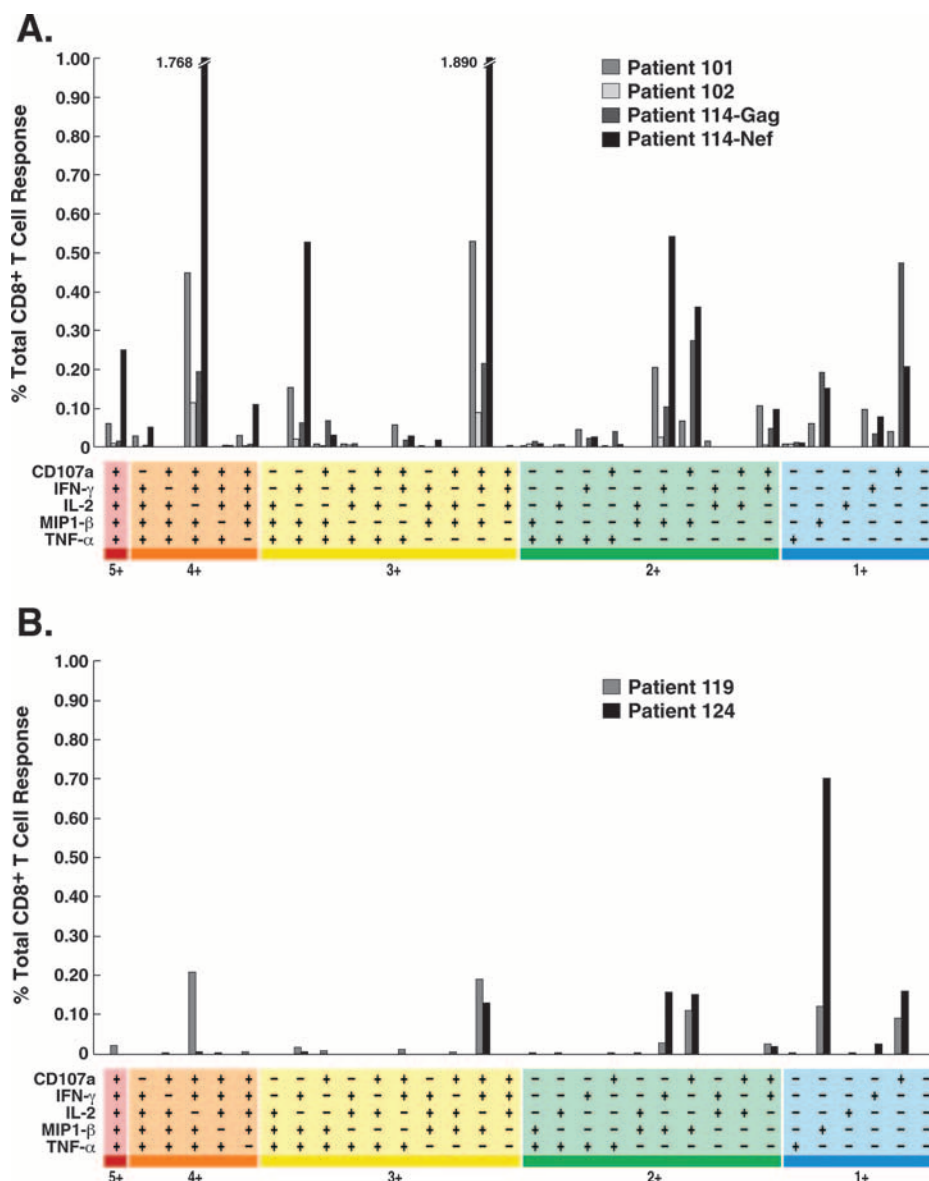 A.
1.00
0.90
0.80
0.70
0.60
0.50
0.40
0.30
0.20
0.10
0
% Total CD8+ T Cell Response
1.768
1.890
Patient 101
Patient 102
Patient 114-Gag
Patient 114-Nef
CD107a + − + + + + − − + − + + − + + + − − − + − − + − + + − − − − + −
IFN-γ + + − + + + − + − + − + + − + + − − + − − + − + − + − − − + − −
IL-2 + + + − + + + − − + + − + + − + − + − − + − − + + − − − + − − −
MIP1-β + + + + − + + + + − − − + + + − + − − − + + + − − − − + − − − −
TNF-α + + + + + − + + + + + + − − − − + + + + − − − − − − + − − − − −
5+ 4+ 3+ 2+ 1+
B.
1.00
0.90
0.80
0.70
0.60
0.50
0.40
0.30
0.20
0.10
0
% Total CD8+ T Cell Response
Patient 119
Patient 124
CD107a + − + + + + − − + − + + − + + + − − − + − − + − + + − − − − + −
IFN-γ + + − + + + − + − + − + + − + + − − + − − + − + − + − − − + − −
IL-2 + + + − + + + − − + + − + + − + − + − − + − − + + − − − + − − −
MIP1-β + + + + − + + + + − − − + + + − + − − − + + + − − − − + − − − −
TNF-α + + + + + − + + + + + + − − − − + + + + − − − − − − + − − − − −
5+ 4+ 3+ 2+ 1+